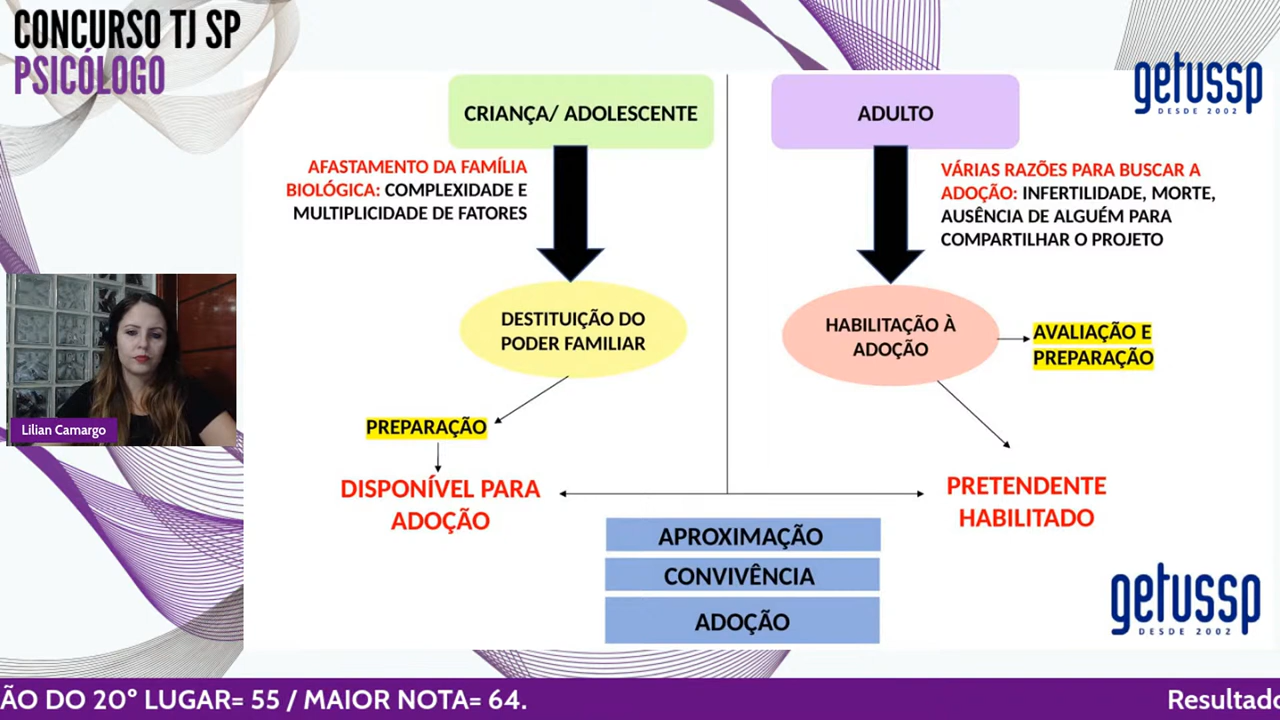 CONCURSO TJ SP
PSICÓLOGO
getussp
DESDE 2002
CRIANÇA/ ADOLESCENTE
AFASTAMENTO DA FAMÍLIA
BIOLÓGICA: COMPLEXIDADE E
MULTIPLICIDADE DE FATORES
DESTITUIÇÃO DO
PODER FAMILIAR
PREPARAÇÃO
DISPONÍVEL PARA
ADOÇÃO
ADULTO
VÁRIAS RAZÕES PARA BUSCAR A
ADOÇÃO: INFERTILIDADE, MORTE,
AUSÊNCIA DE ALGUÉM PARA
COMPARTILHAR O PROJETO
HABILITAÇÃO À
ADOÇÃO
AVALIAÇÃO E
PREPARAÇÃO
PRETENDENTE
HABILITADO
APROXIMAÇÃO
CONVIVÊNCIA
ADOÇÃO
Lilian Camargo
getussp
DESDE 2002
ÃO DO 20º LUGAR= 55 / MAIOR NOTA= 64.
Resultado